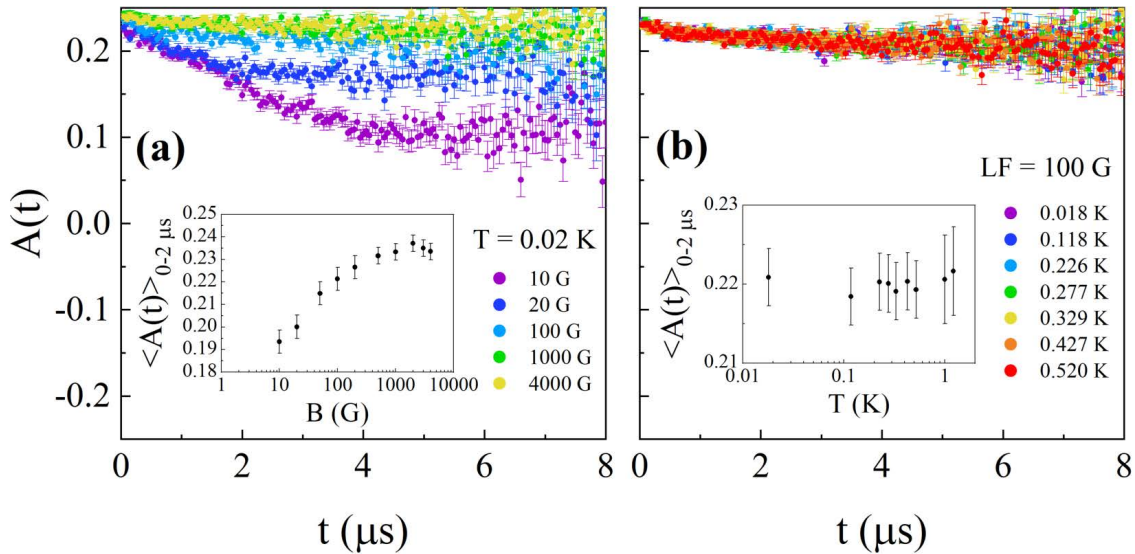 0.2
0.1
0.0
-0.1
-0.2
A(t)
(a)
0 2 4 6 8
t (μs)
T = 0.02 K
10 G
20 G
100 G
1000 G
4000 G
<A(t)>0-2 μs
0.25
0.24
0.23
0.22
0.21
0.20
0.19
0.18
1 10 100 1000 10000
B (G)
(b)
0 2 4 6 8
t (μs)
LF = 100 G
0.018 K
0.118 K
0.226 K
0.277 K
0.329 K
0.427 K
0.520 K
<A(t)>0-2 μs
0.23
0.22
0.21
0.01 0.1 1
T (K)